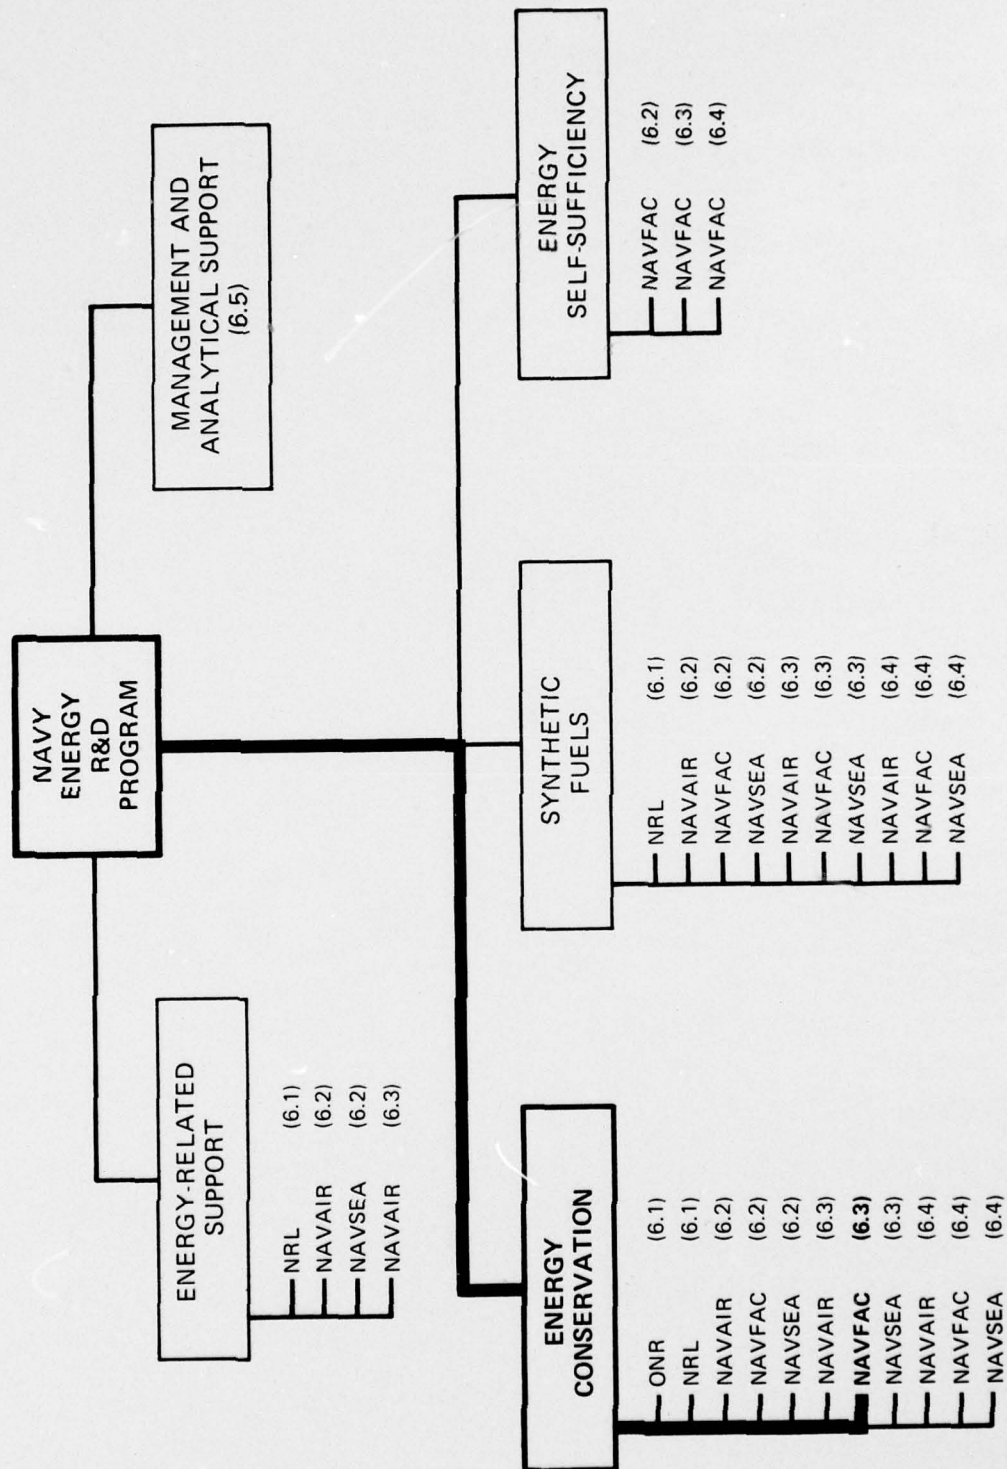 NAVY
ENERGY
R&D
PROGRAM
ENERGY-RELATED
SUPPORT
NRL (6.1)
NAVAIR (6.2)
NAVSEA (6.2)
NAVAIR (6.3)
MANAGEMENT AND
ANALYTICAL SUPPORT
(6.5)
ENERGY
CONSERVATION
ONR (6.1)
NRL (6.1)
NAVAIR (6.2)
NAVFAC (6.2)
NAVSEA (6.2)
NAVAIR (6.3)
NAVFAC (6.3)
NAVSEA (6.3)
NAVAIR (6.4)
NAVFAC (6.4)
NAVSEA (6.4)
SYNTHETIC
FUELS
NRL (6.1)
NAVAIR (6.2)
NAVFAC (6.2)
NAVSEA (6.2)
NAVAIR (6.3)
NAVFAC (6.3)
NAVSEA (6.3)
NAVAIR (6.4)
NAVFAC (6.4)
NAVSEA (6.4)
ENERGY
SELF-SUFFICIENCY
NAVFAC (6.2)
NAVFAC (6.3)
NAVFAC (6.4)